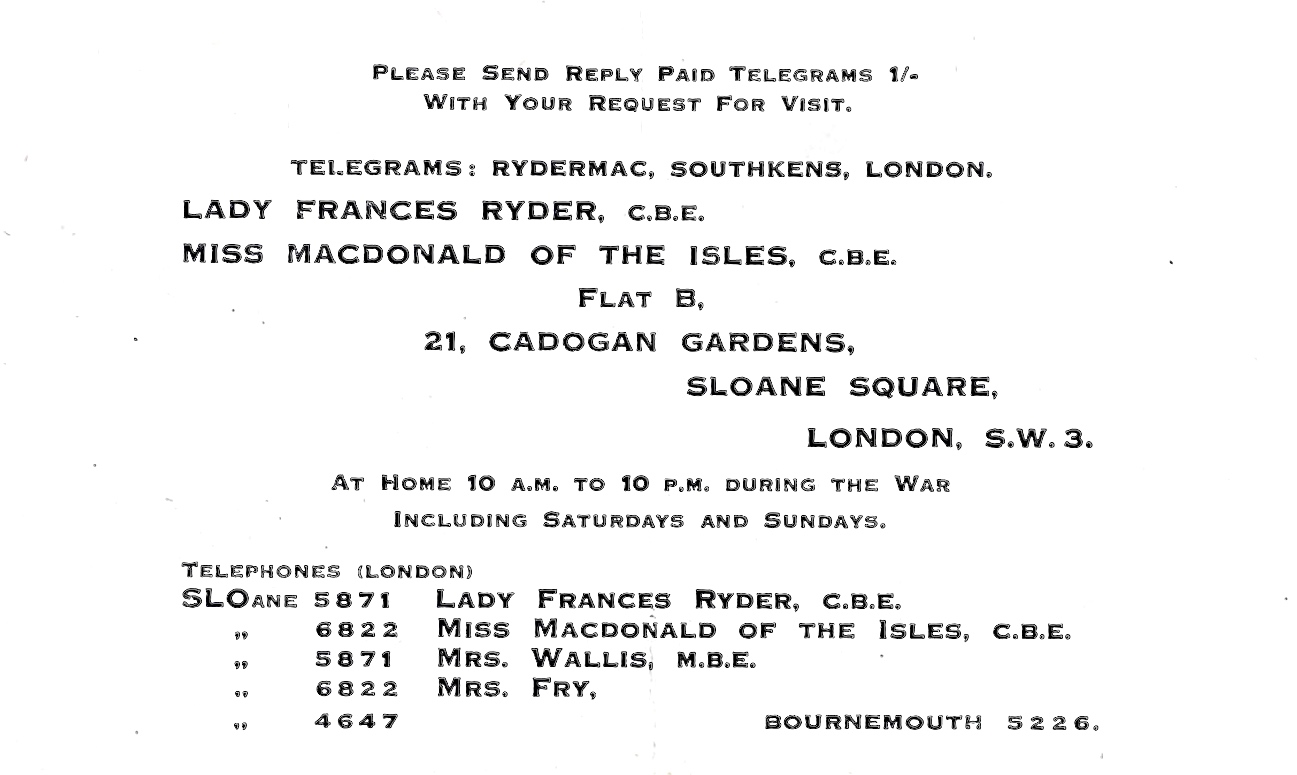 PLEASE SEND REPLY PAID TELEGRAMS 1/-
WITH YOUR REQUEST FOR VISIT.
TELEGRAMS: RYDERMAC, SOUTHKENS, LONDON.
LADY FRANCES RYDER, C.B.E.
MISS MACDONALD OF THE ISLES, C.B.E.
FLAT B,
21, CADOGAN GARDENS,
SLOANE SQUARE,
LONDON, S.W. 3.
AT HOME 10 A.M. TO 10 P.M. DURING THE WAR
INCLUDING SATURDAYS AND SUNDAYS.
TELEPHONES (LONDON)
SLOANE 5871 LADY FRANCES RYDER, C.B.E.
„ 6822 MISS MACDONALD OF THE ISLES, C.B.E.
„ 5871 MRS. WALLIS, M.B.E.
„ 6822 MRS. FRY,
„ 4647 BOURNEMOUTH 5226.